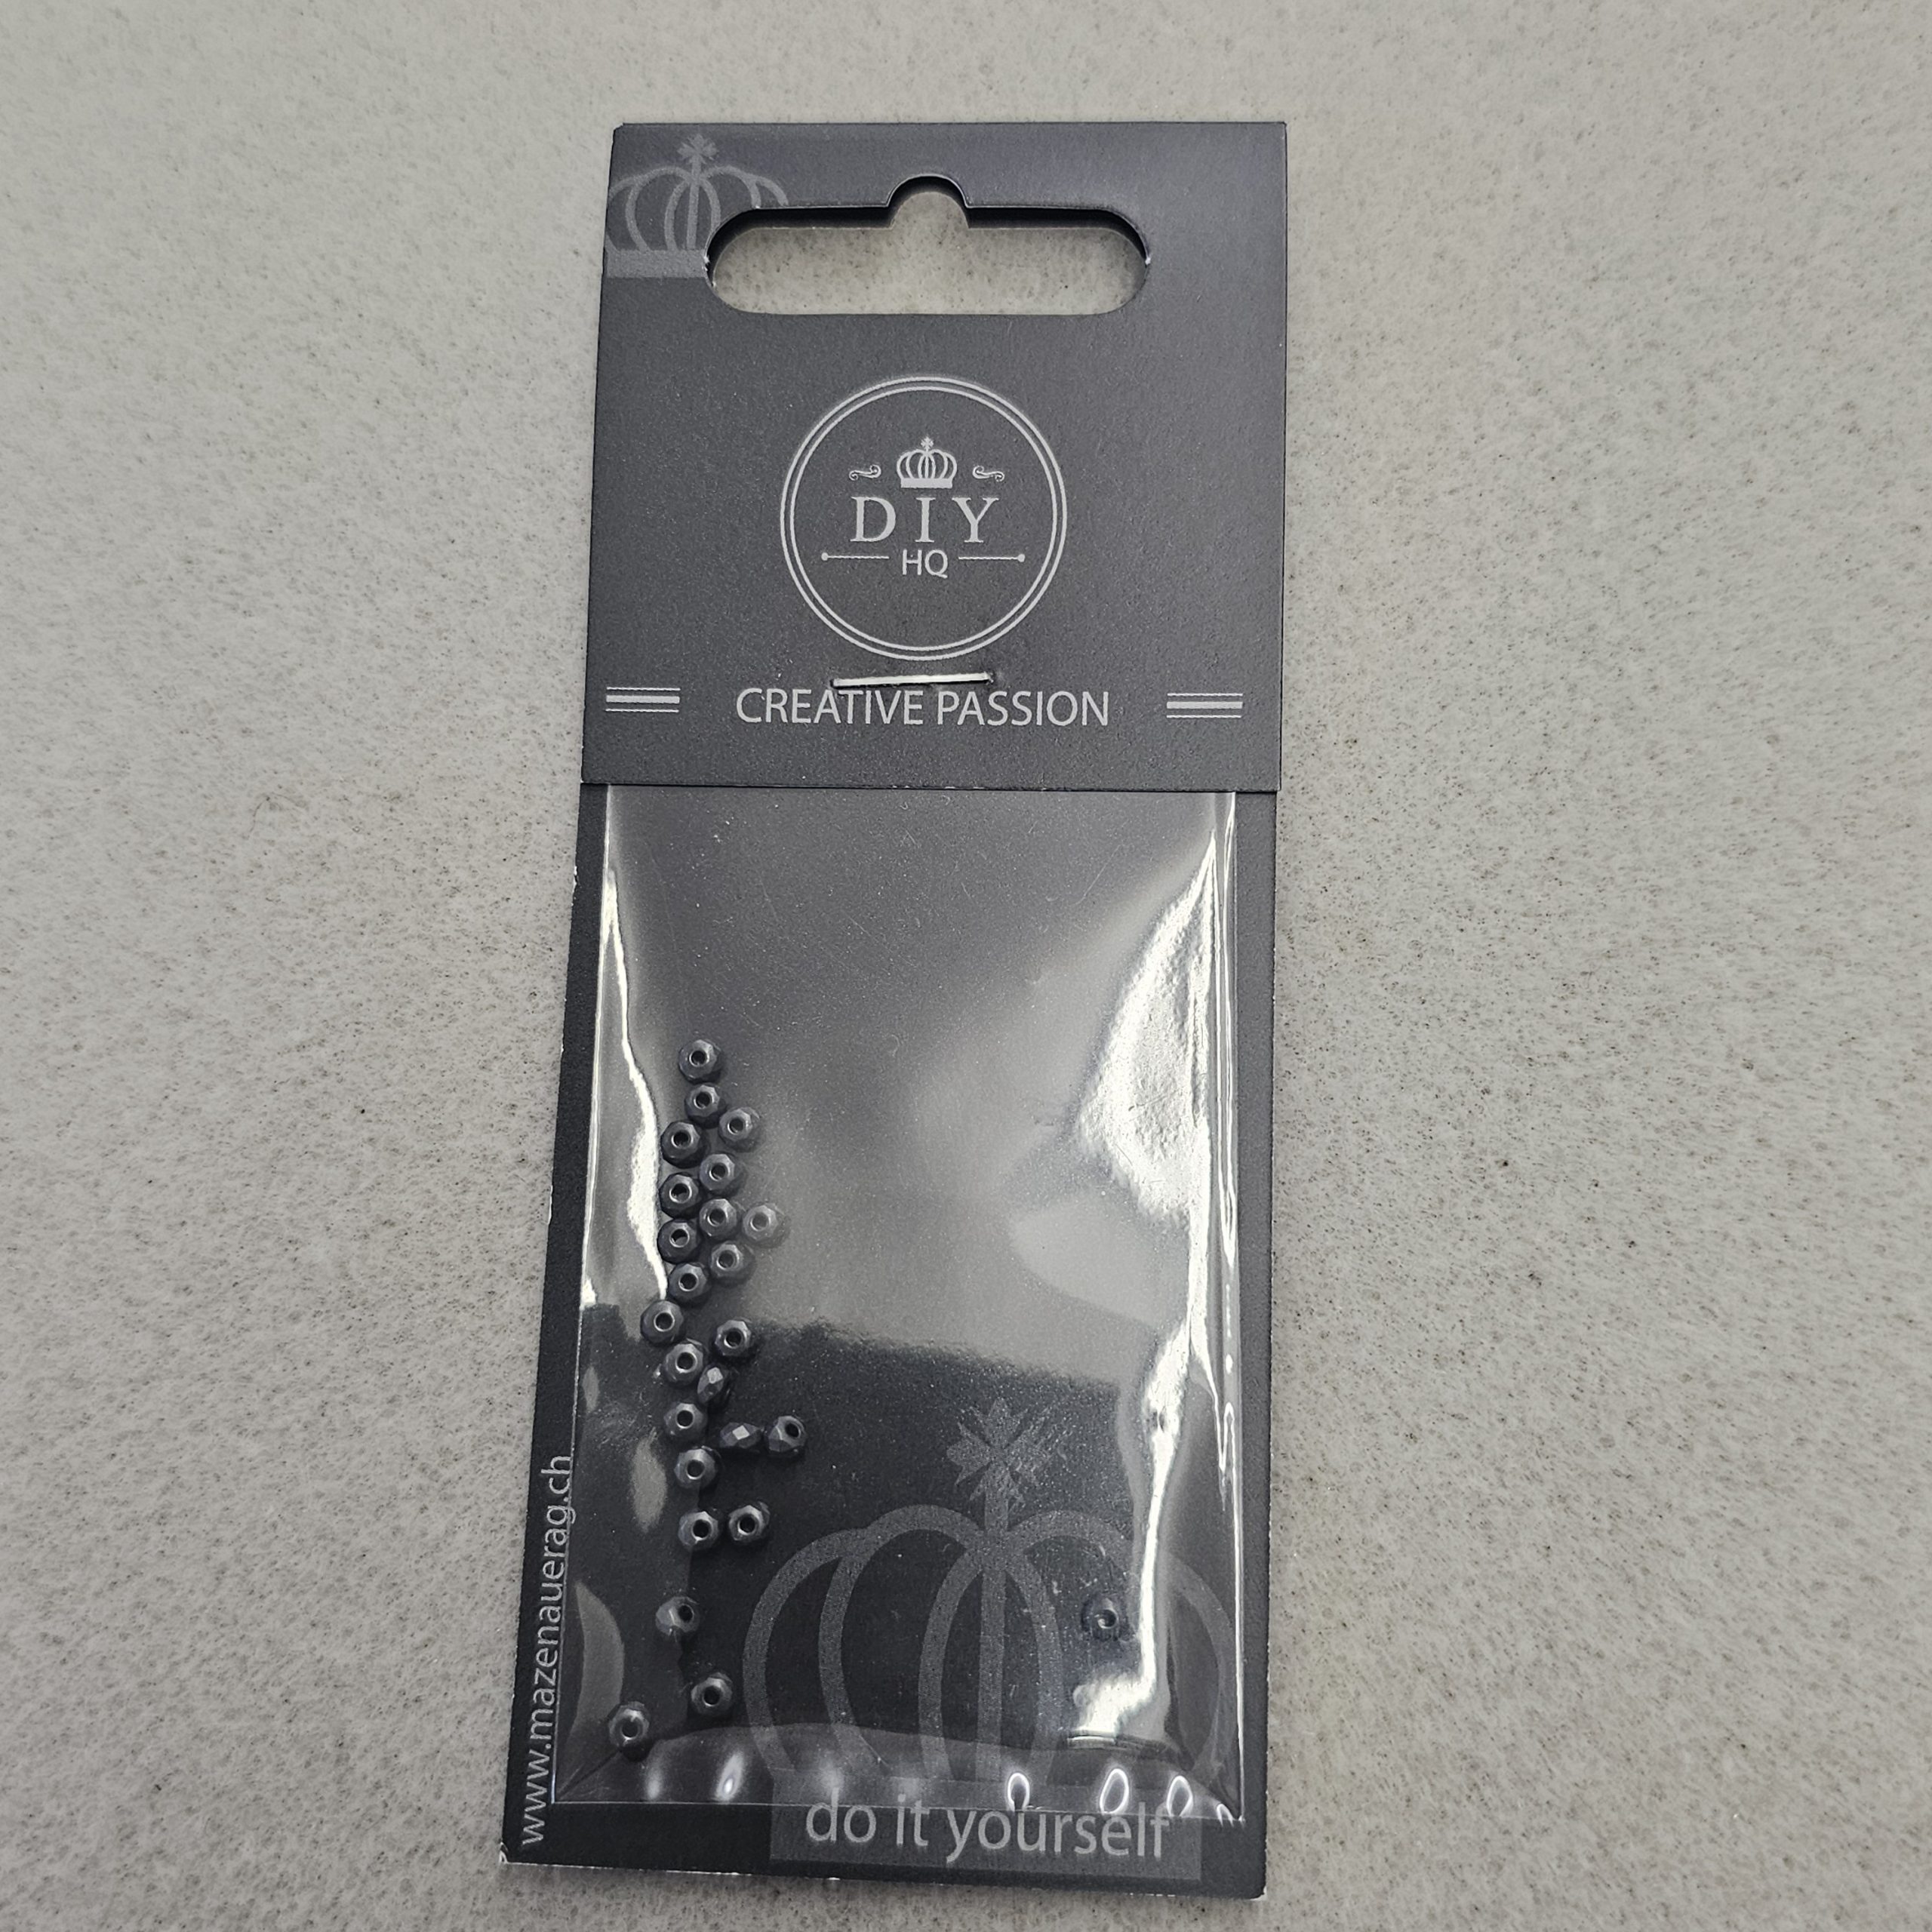 DIY
HQ
CREATIVE PASSION
www.mazenauerag.ch
do it yourself